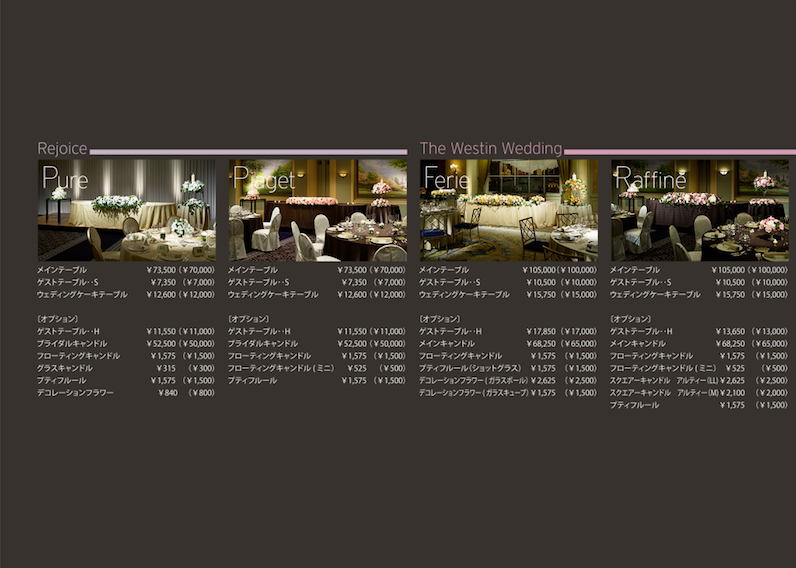 Rejoice
Pure
メインテーブル ￥73,500(￥70,000)
ゲストテーブル‥S ￥7,350 (￥7,000)
ウェディングケーキテーブル ￥12,600 (￥12,000)
〔オプション〕
ゲストテーブル‥H ￥11,550 (￥11,000)
ブライダルキャンドル ￥52,500 (￥50,000)
フローティングキャンドル ￥1,575 (￥1,500)
グラスキャンドル ￥315 (￥300)
プティフルール ￥1,575 (￥1,500)
デコレーションフラワー ￥840 (￥800)
Piaget
メインテーブル ￥73,500(￥70,000)
ゲストテーブル‥S ￥7,350 (￥7,000)
ウェディングケーキテーブル ￥12,600 (￥12,000)
〔オプション〕
ゲストテーブル‥H ￥11,550 (￥11,000)
ブライダルキャンドル ￥52,500(￥50,000)
フローティングキャンドル ￥1,575 (￥1,500)
フローティングキャンドル ( ミニ ) ￥525 (￥500)
プティフルール ￥1,575 (￥1,500)
The Westin Wedding
Ferie
メインテーブル ￥105,000(￥100,000)
ゲストテーブル‥S ￥10,500 (￥10,000)
ウェディングケーキテーブル ￥15,750 (￥15,000)
〔オプション〕
ゲストテーブル‥H ￥17,850 (￥17,000)
メインキャンドル ￥68,250 (￥65,000)
フローティングキャンドル ￥1,575 (￥1,500)
プティフルール(ショットグラス) ￥1,575 (￥1,500)
デコレーションフラワー ( ガラスボール) ￥2,625 (￥2,500)
デコレーションフラワー ( ガラスキューブ) ￥1,575 (￥1,500)
Raffiné
メインテーブル ￥105,000 (￥100,000)
ゲストテーブル‥S ￥10,500 (￥10,000)
ウェディングケーキテーブル ￥15,750 (￥15,000)
〔オプション〕
ゲストテーブル‥H ￥13,650 (￥13,000)
メインキャンドル ￥68,250 (￥65,000)
フローティングキャンドル ￥1,575 (￥1,500)
フローティングキャンドル ( ミニ ) ￥525 (￥500)
スクエアーキャンドル アルティー(LL) ￥2,625 (￥2,500)
スクエアーキャンドル アルティー(M) ￥2,100 (￥2,000)
プティフルール ￥1,575 (￥1,500)